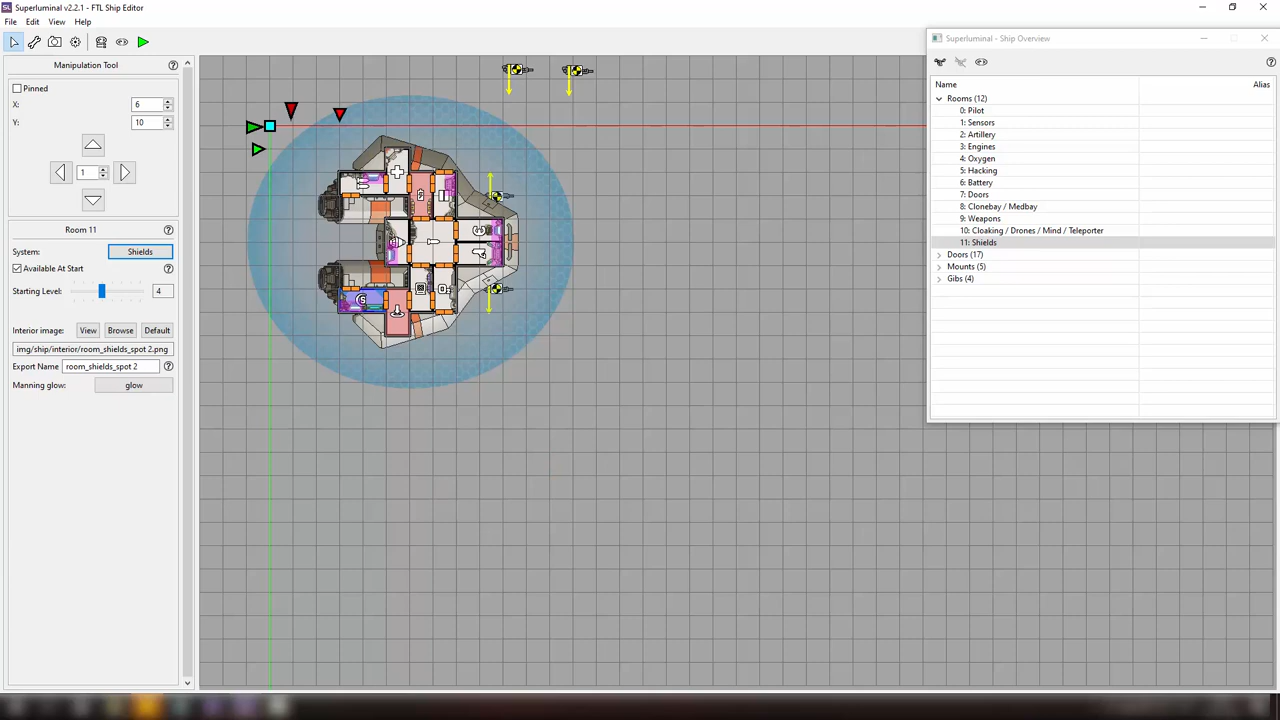 Superluminal v2.2.1 - FTL Ship Editor
File Edit View Help
Manipulation Tool
Pinned
X: 6
Y: 10
1
Room 11
System: Shields
Available At Start
Starting Level: 4
Interior image: View Browse Default
img/ship/interior/room_shields_spot 2.png
Export Name room_shields_spot 2
Manning glow: glow
Superluminal - Ship Overview
Name Alias
Rooms (12)
0: Pilot
1: Sensors
2: Artillery
3: Engines
4: Oxygen
5: Hacking
6: Battery
7: Doors
8: Clonebay / Medbay
9: Weapons
10: Cloaking / Drones / Mind / Teleporter
11: Shields
Doors (17)
Mounts (5)
Gibs (4)